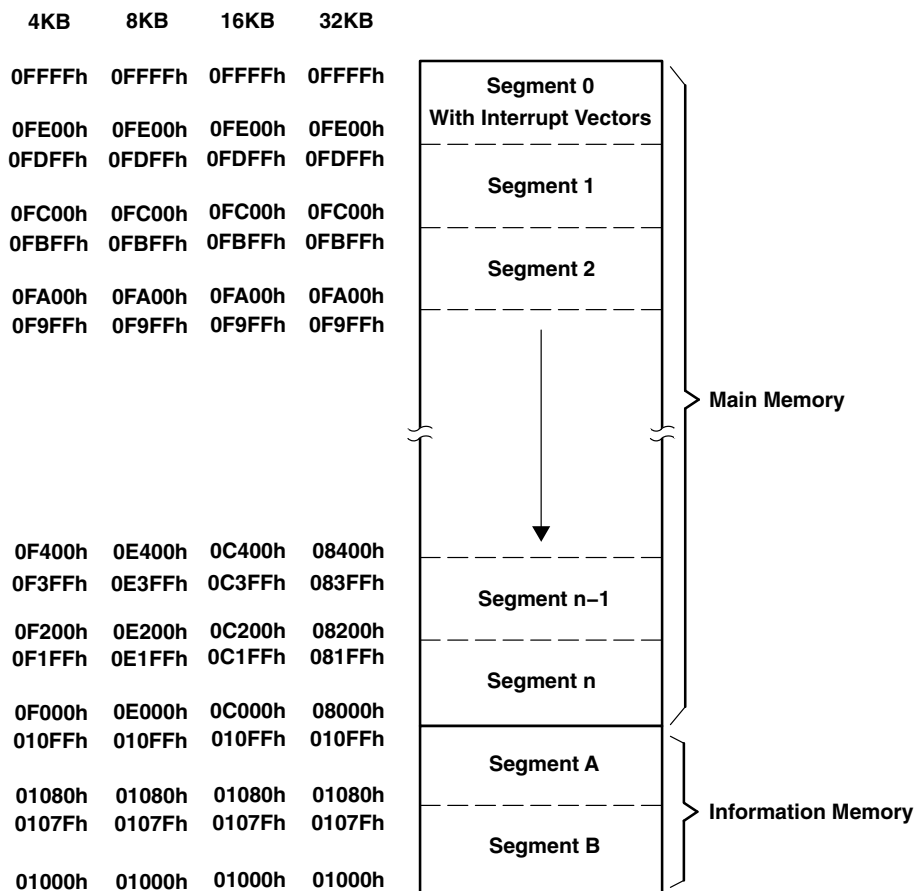 4KB 8KB 16KB 32KB
0FFFFh 0FFFFh 0FFFFh 0FFFFh
Segment 0
With Interrupt Vectors
0FE00h 0FE00h 0FE00h 0FE00h
0FDFFh 0FDFFh 0FDFFh 0FDFFh
Segment 1
0FC00h 0FC00h 0FC00h 0FC00h
0FBFFh 0FBFFh 0FBFFh 0FBFFh
Segment 2
0FA00h 0FA00h 0FA00h 0FA00h
0F9FFh 0F9FFh 0F9FFh 0F9FFh
Main Memory
0F400h 0E400h 0C400h 08400h
0F3FFh 0E3FFh 0C3FFh 083FFh
Segment n−1
0F200h 0E200h 0C200h 08200h
0F1FFh 0E1FFh 0C1FFh 081FFh
Segment n
0F000h 0E000h 0C000h 08000h
010FFh 010FFh 010FFh 010FFh
Segment A
01080h 01080h 01080h 01080h
0107Fh 0107Fh 0107Fh 0107Fh
Information Memory
Segment B
01000h 01000h 01000h 01000h